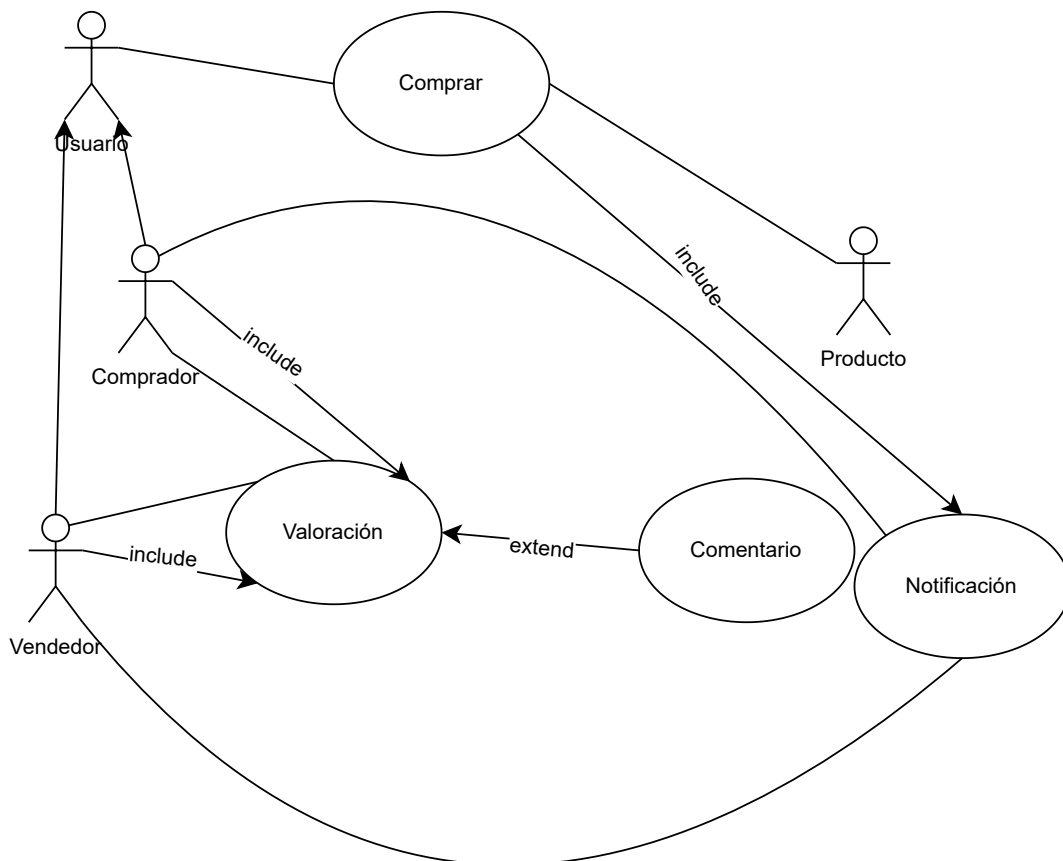 Comprar
Usuario
include
Producto
include
Comprador
Valoración
Comentario
extend
include
Notificación
Vendedor